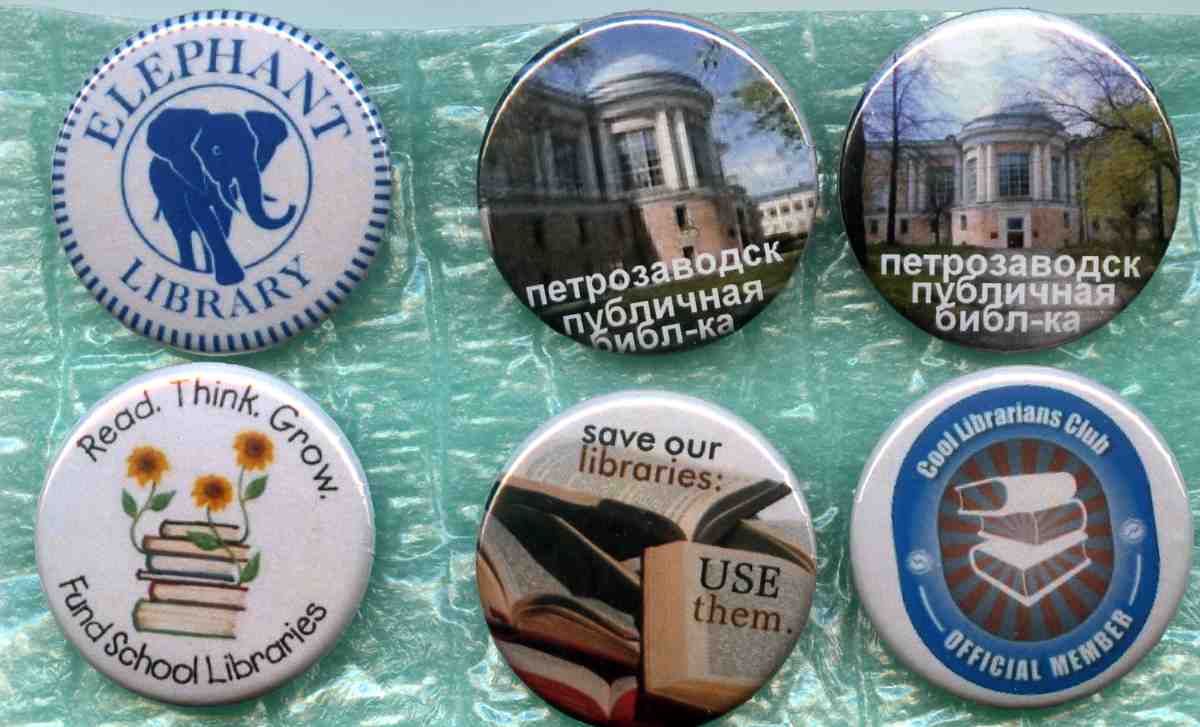 ELEPHANT
LIBRARY
петрозаводск
публичная
библ-ка
петрозаводск
публичная
библ-ка
Read. Think. Grow.
Fund School Libraries
save our
libraries:
USE
them.
Cool Librarians Club
OFFICIAL MEMBER